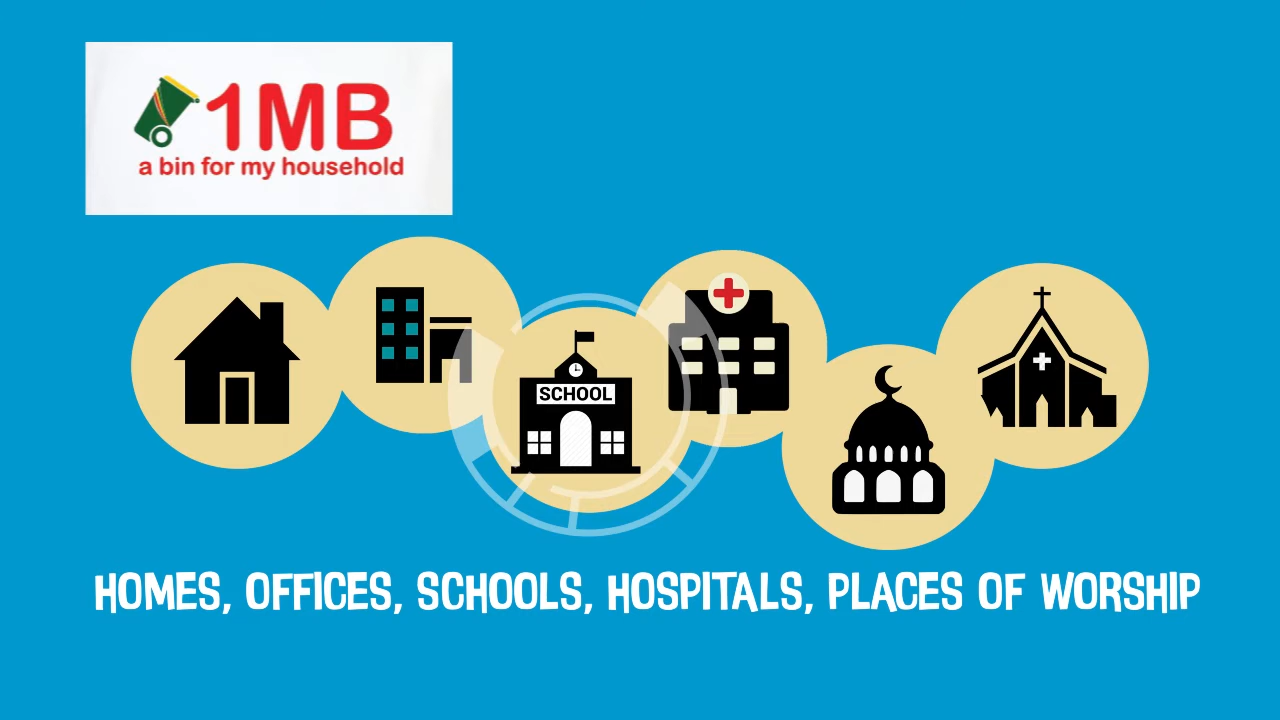 1MB
a bin for my household
SCHOOL
HOMES, OFFICES, SCHOOLS, HOSPITALS, PLACES OF WORSHIP